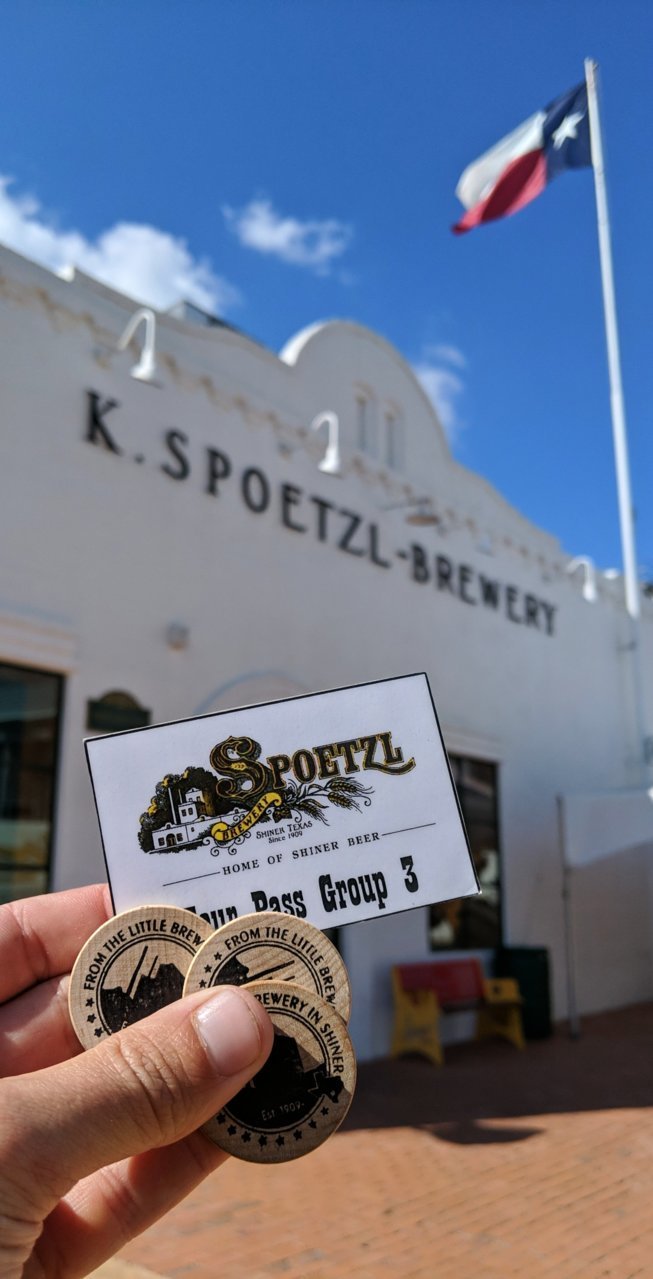 K. SPOETZL-BREWERY
SPOETZL
BREWERY
SHINER TEXAS
Since 1909
HOME OF SHINER BEER
Pass Group 3
FROM THE LITTLE BREW
FROM THE LITTLE BREW
BREWERY IN SHINER
Est. 1909